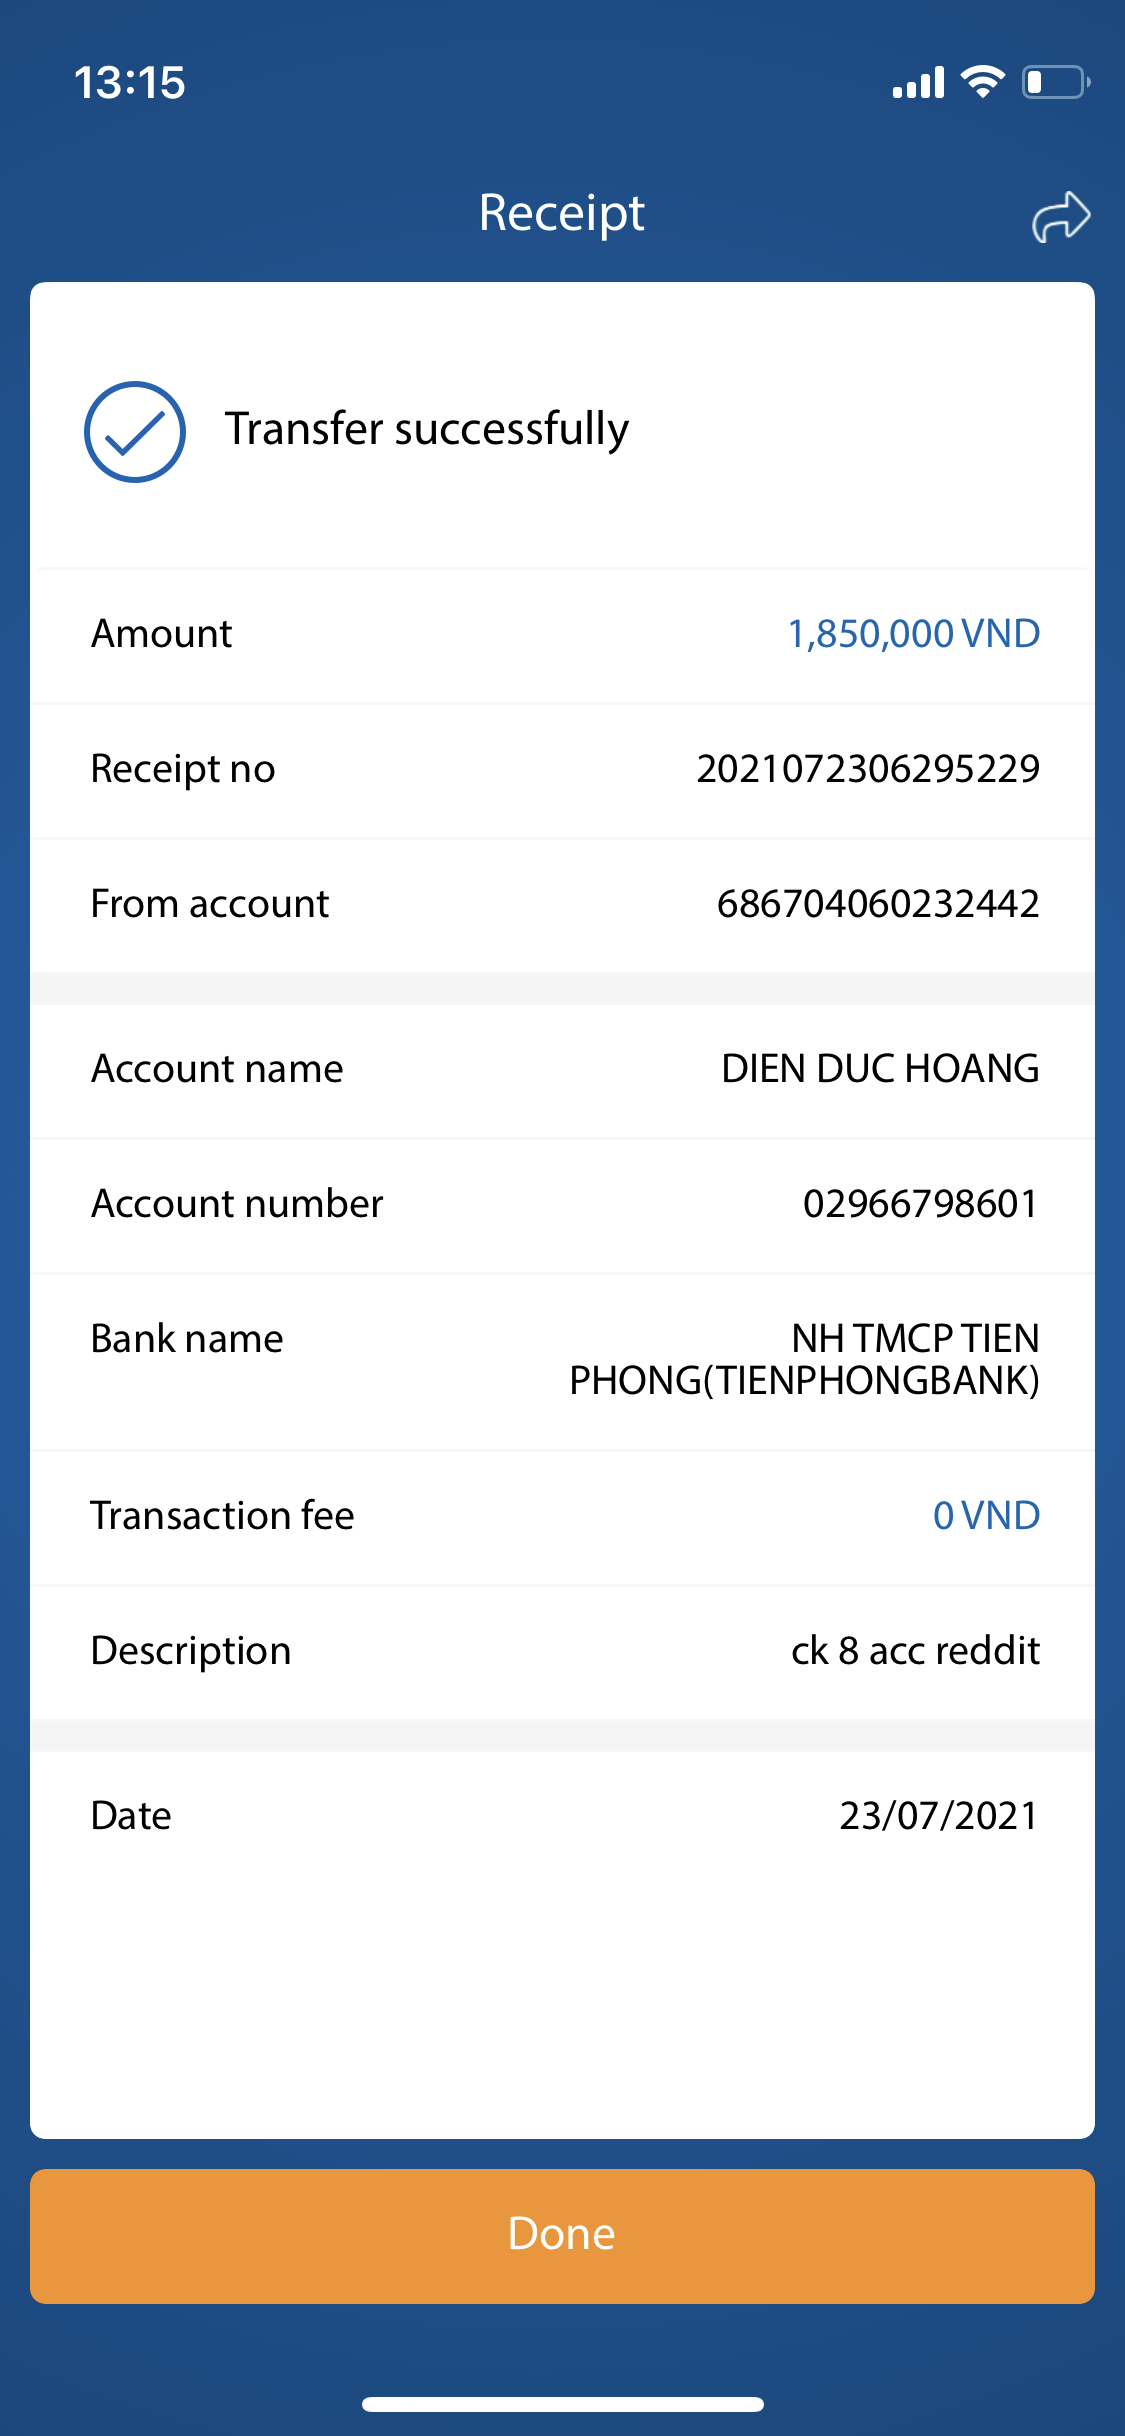 13:15
Receipt
Transfer successfully
Amount 1,850,000 VND
Receipt no 2021072306295229
From account 686704060232442
Account name DIEN DUC HOANG
Account number 02966798601
Bank name NH TMCP TIEN
PHONG(TIENPHONGBANK)
Transaction fee 0 VND
Description ck 8 acc reddit
Date 23/07/2021
Done